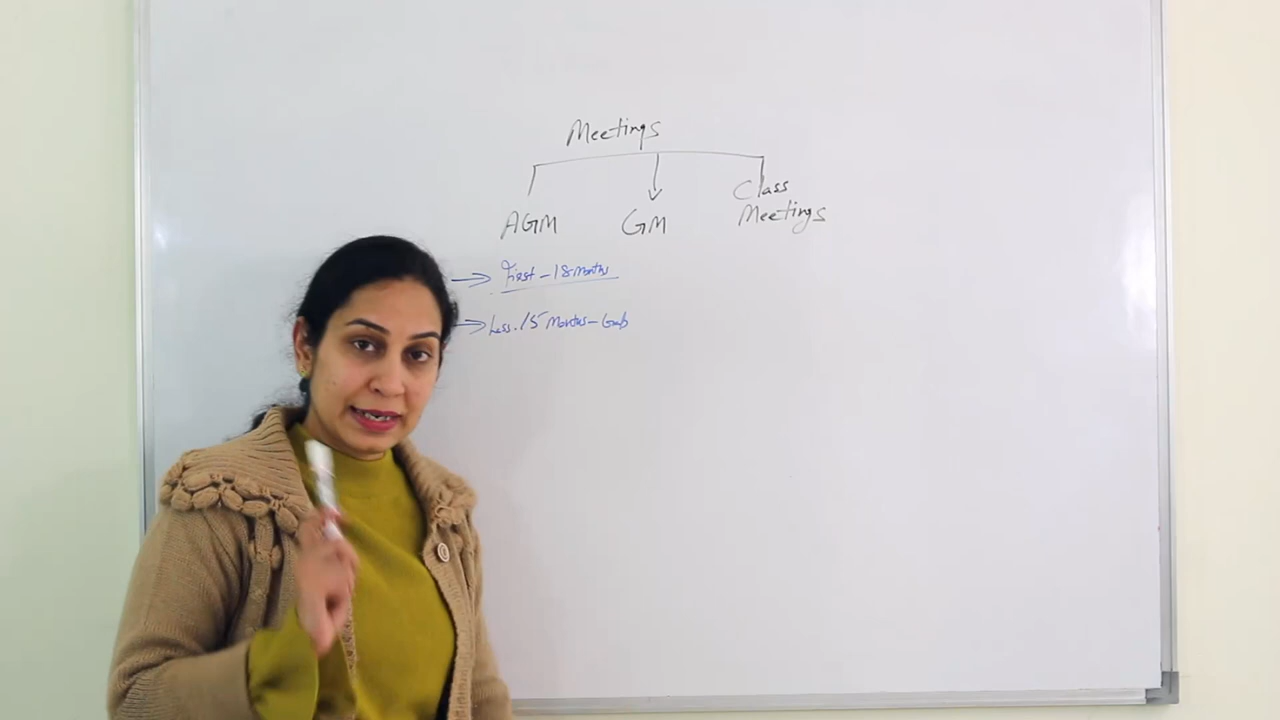 Meetings
AGM GM Class
Meetings
First - 18 Months
Less. 15 Months - Gap